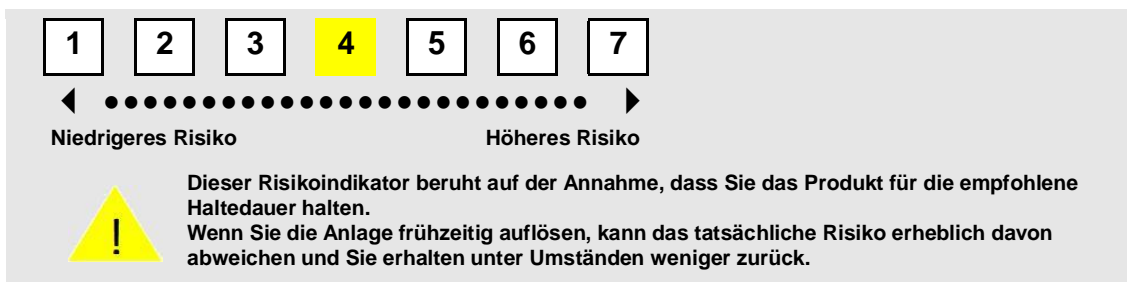 1 2 3 4 5 6 7
Niedrigeres Risiko Höheres Risiko
Dieser Risikoindikator beruht auf der Annahme, dass Sie das Produkt für die empfohlene
Haltedauer halten.
Wenn Sie die Anlage frühzeitig auflösen, kann das tatsächliche Risiko erheblich davon
abweichen und Sie erhalten unter Umständen weniger zurück.
!